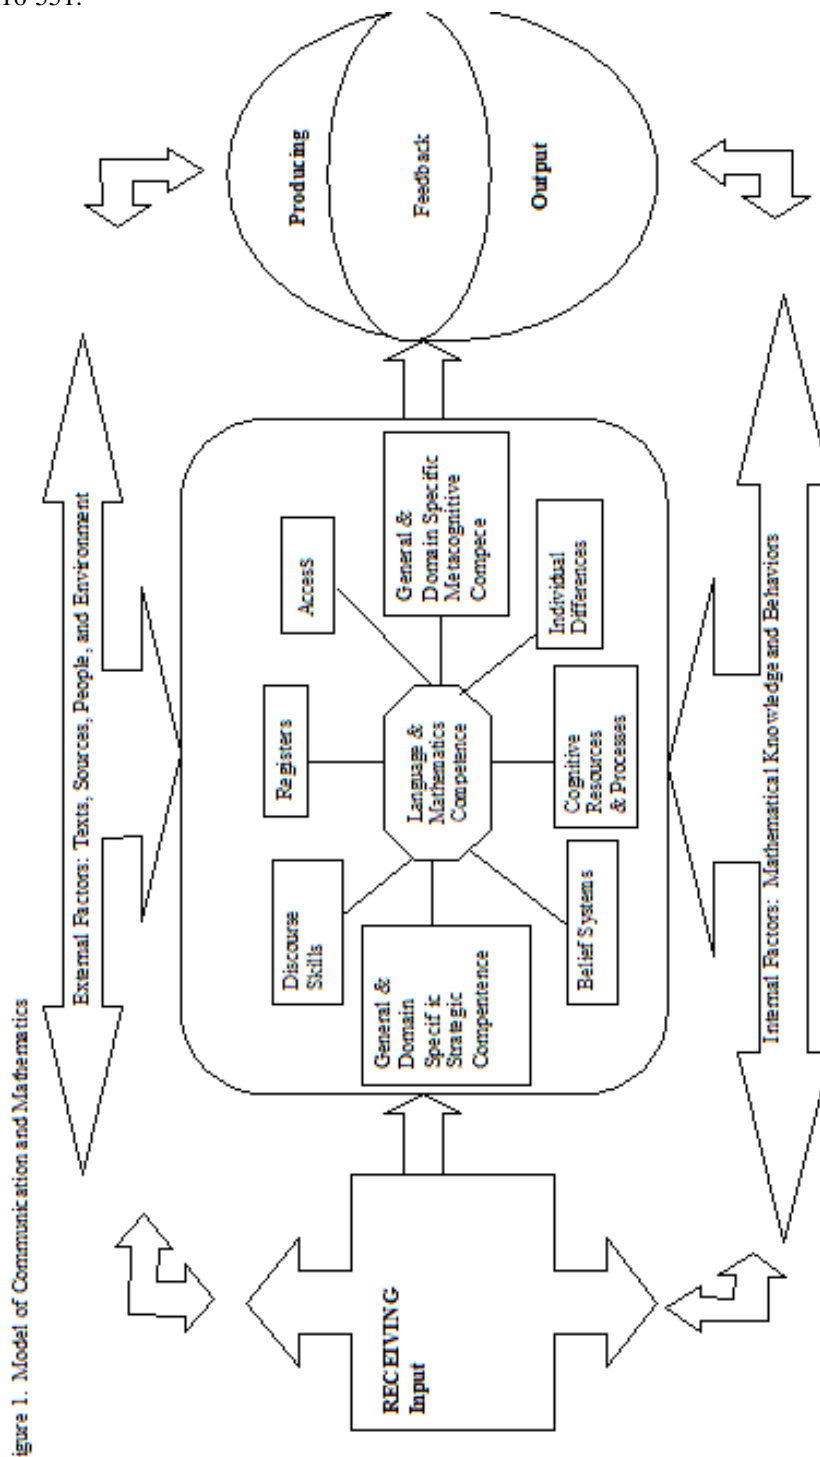 igure 1. Model of Communication and Mathematics
External Factors: Texts, Sources, People, and Environment
RECEIVING
Input
Discourse
Skills
Registers
Access
General &
Domain
Specif ic
Strategic
Compentence
Language &
Mathematics
Competence
General &
Domain Specific
Metacognitive
Compece
Belief Systems
Cognitive
Resources
& Processes
Individual
Differences
Producing
Feedback
Output
Internal Factors: Mathematical Knowledge and Behaviors